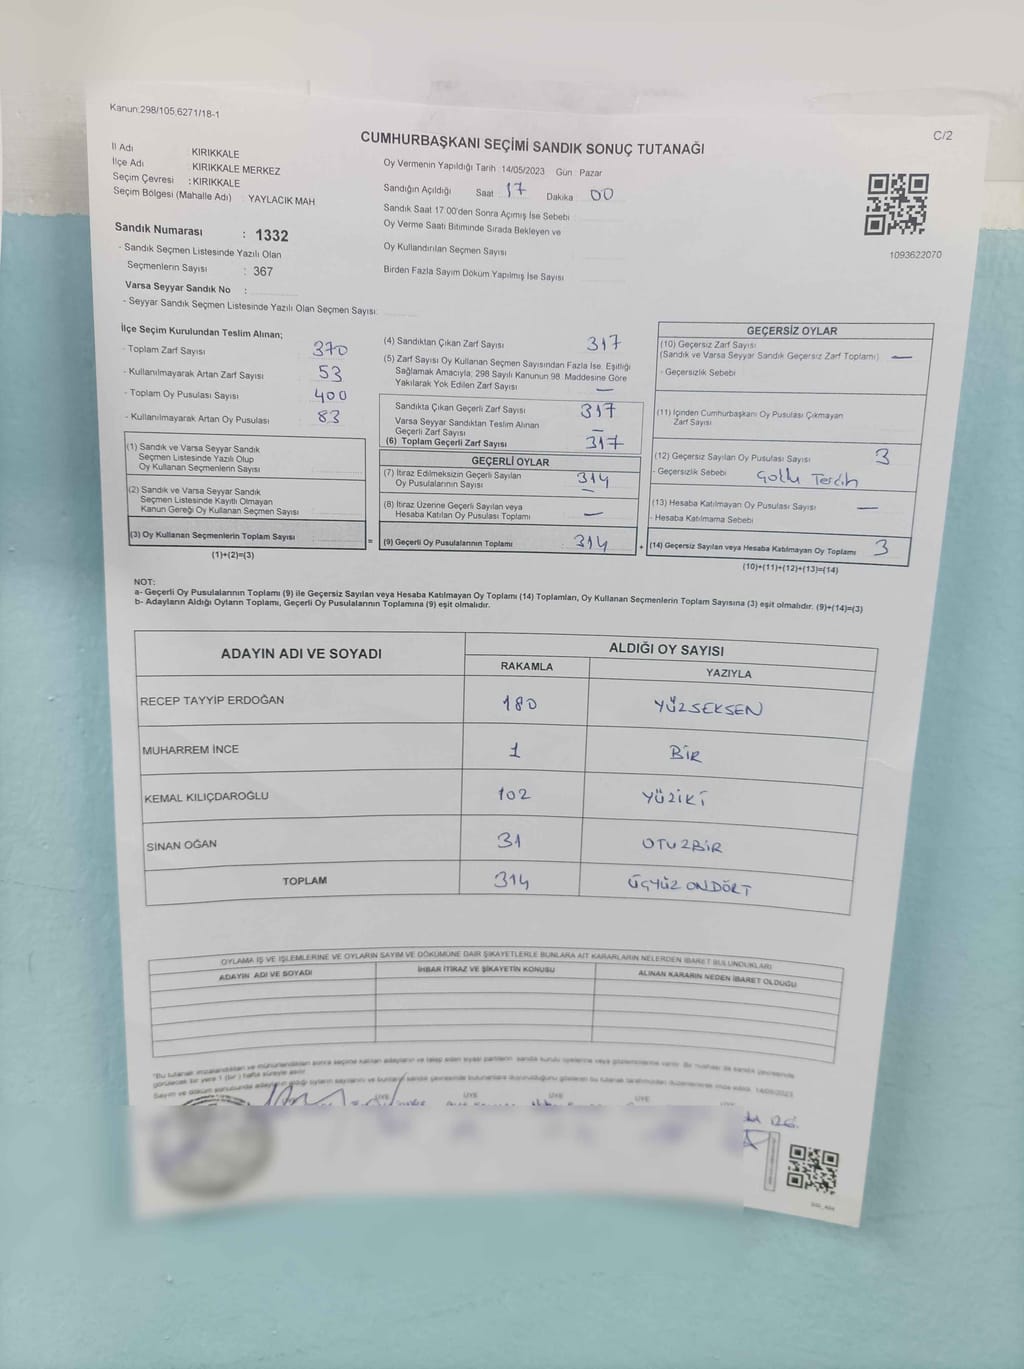 Kanun:298/105,6271/18-1
C/2
CUMHURBAŞKANI SEÇİMİ SANDIK SONUÇ TUTANAĞI
İl Adı : KIRIKKALE
İlçe Adı KIRIKKALE MERKEZ
Seçim Çevresi : KIRIKKALE
Seçim Bölgesi (Mahalle Adı) YAYLACIK MAH
Sandık Numarası : 1332
- Sandık Seçmen Listesinde Yazılı Olan
Seçmenlerin Sayısı : 367
Varsa Seyyar Sandık No :
- Seyyar Sandık Seçmen Listesinde Yazılı Olan Seçmen Sayısı:
Oy Vermenin Yapıldığı Tarih :14/05/2023 Gün : Pazar
Sandığın Açıldığı Saat 17 Dakika 00
Sandık Saat 17.00'den Sonra Açımış İse Sebebi
Oy Verme Saati Bitiminde Sırada Bekleyen ve
Oy Kullandırılan Seçmen Sayısı
Birden Fazla Sayım Döküm Yapılmış İse Sayısı
1093622070
İlçe Seçim Kurulundan Teslim Alınan;
- Toplam Zarf Sayısı 370
- Kullanılmayarak Artan Zarf Sayısı 53
- Toplam Oy Pusulası Sayısı 400
- Kullanılmayarak Artan Oy Pusulası 83
(1) Sandık ve Varsa Seyyar Sandık
Seçmen Listesinde Yazılı Olup
Oy Kullanan Seçmenlerin Sayısı
(2) Sandık ve Varsa Seyyar Sandık
Seçmen Listesinde Kayıtlı Olmayan
Kanun Gereği Oy Kullanan Seçmen Sayısı
(3) Oy Kullanan Seçmenlerin Toplam Sayısı
(1)+(2)=(3)
=
(4) Sandıktan Çıkan Zarf Sayısı 317
(5) Zarf Sayısı Oy Kullanan Seçmen Sayısından Fazla İse, Eşitliği
Sağlamak Amacıyla; 298 Sayılı Kanunun 98. Maddesine Göre
Yakılarak Yok Edilen Zarf Sayısı —
Sandıkta Çıkan Geçerli Zarf Sayısı 317
Varsa Seyyar Sandıktan Teslim Alınan
Geçerli Zarf Sayısı —
(6) Toplam Geçerli Zarf Sayısı 317
GEÇERLİ OYLAR
(7) İtiraz Edilmeksizin Geçerli Sayılan
Oy Pusulalarının Sayısı 314
—
(8) İtiraz Üzerine Geçerli Sayılan veya
Hesaba Katılan Oy Pusulası Toplamı —
(9) Geçerli Oy Pusulalarının Toplamı 314
+
GEÇERSİZ OYLAR
(10) Geçersiz Zarf Sayısı
(Sandık ve Varsa Seyyar Sandık Geçersiz Zarf Toplamı) —
- Geçersizlik Sebebi
(11) İçinden Cumhurbaşkanı Oy Pusulası Çıkmayan
Zarf Sayısı
(12) Geçersiz Sayılan Oy Pusulası Sayısı 3
- Geçersizlik Sebebi Tercih
(13) Hesaba Katılmayan Oy Pusulası Sayısı —
- Hesaba Katılmama Sebebi
(14) Geçersiz Sayılan veya Hesaba Katılmayan Oy Toplamı 3
(10)+(11)+(12)+(13)=(14)
NOT:
a- Geçerli Oy Pusulalarının Toplamı (9) ile Geçersiz Sayılan veya Hesaba Katılmayan Oy Toplamı (14) Toplamları, Oy Kullanan Seçmenlerin Toplam Sayısına (3) eşit olmalıdır. (9)+(14)=(3)
b- Adayların Aldığı Oyların Toplamı, Geçerli Oy Pusulalarının Toplamına (9) eşit olmalıdır.
ADAYIN ADI VE SOYADI
ALDIĞI OY SAYISI
RAKAMLA YAZIYLA
RECEP TAYYİP ERDOĞAN 180 YÜZSEKSEN
MUHARREM İNCE 1 BİR
KEMAL KILIÇDAROĞLU 102 YÜZİKİ
SİNAN OĞAN 31 OTUZBİR
TOPLAM 314 ÜÇYÜZ ONDÖRT
OYLAMA İŞ VE İŞLEMLERİNE VE OYLARIN SAYIM VE DÖKÜMÜNE DAİR ŞİKAYETLERLE BUNLARA AİT KARARLARIN NELERDEN İBARET BULUNDUKLARI
ADAYIN ADI VE SOYADI İHBAR İTİRAZ VE ŞİKAYETİN KONUSU ALINAN KARARIN NEDEN İBARET OLDUĞU
ÜYE ÜYE ÜYE ÜYE